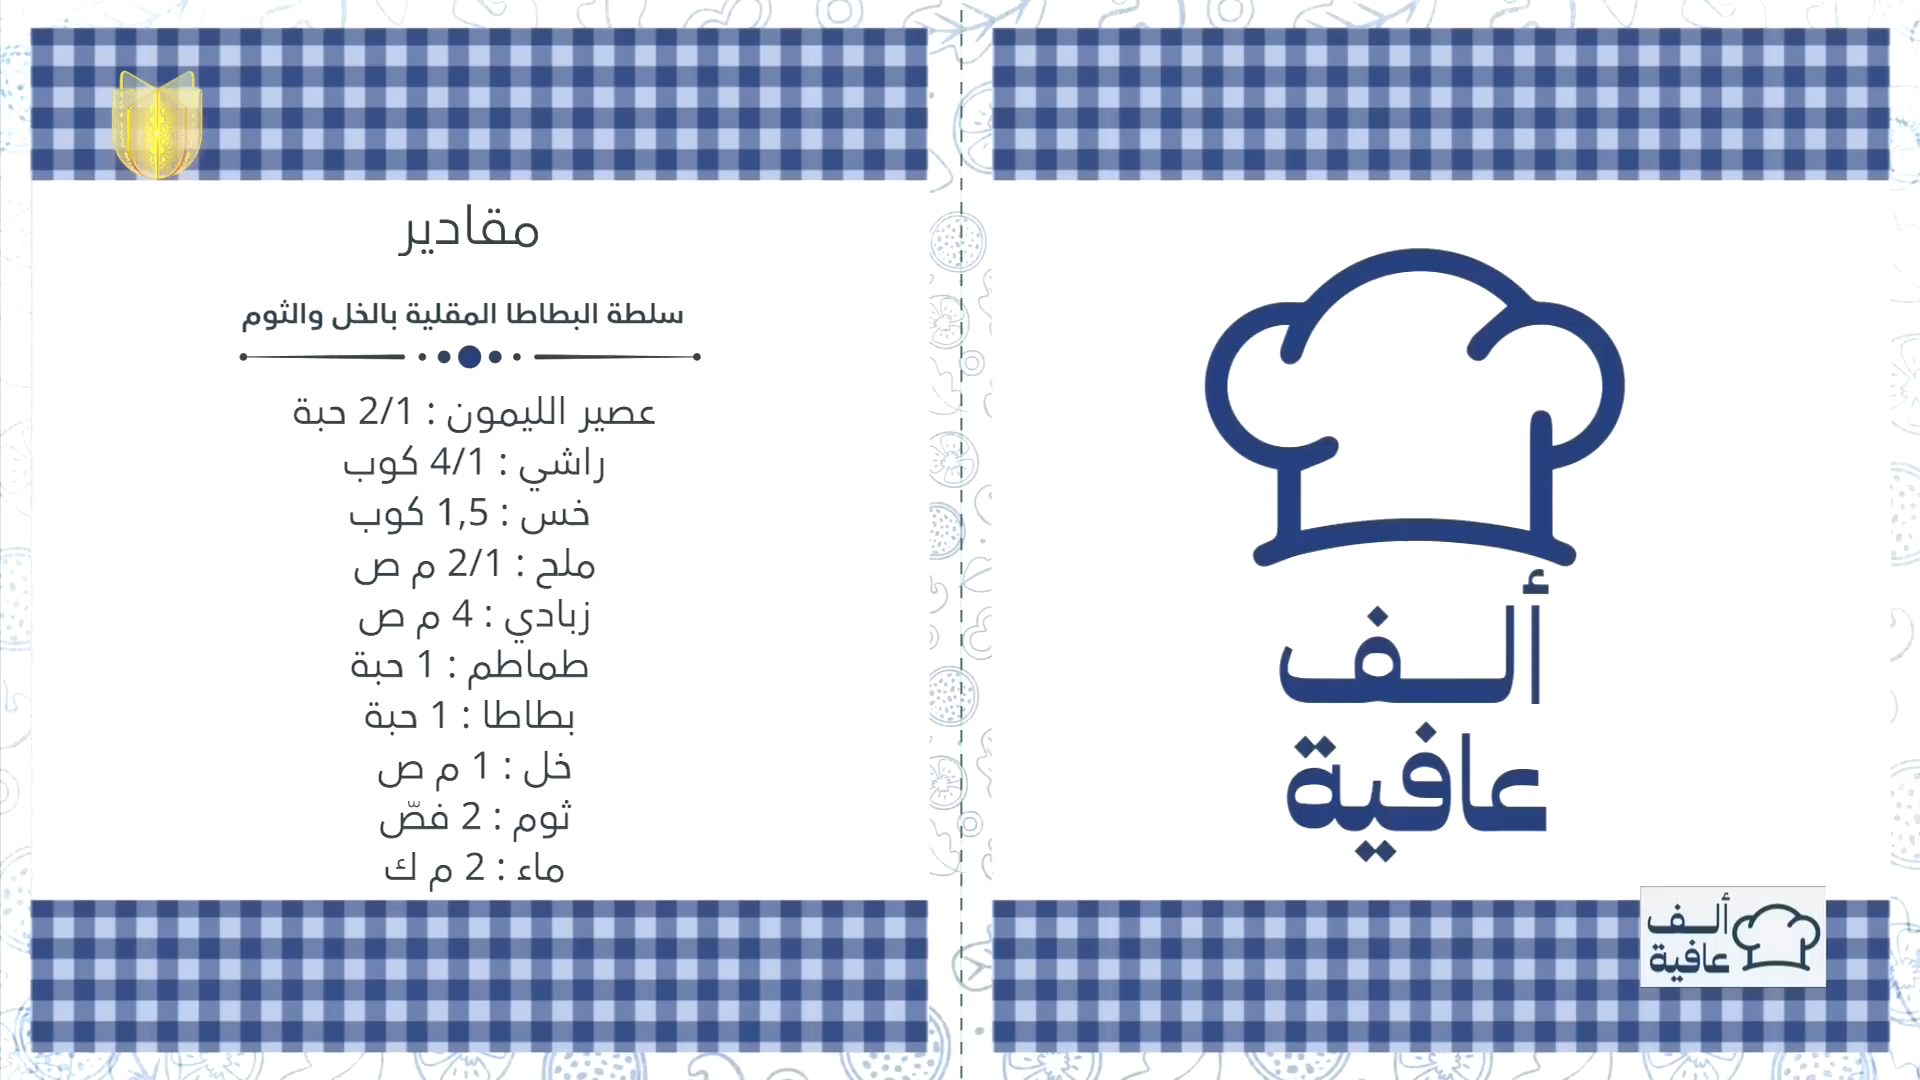 مقادير
سلطة البطاطا المقلية بالخل والثوم
عصير الليمون : 2/1 حبة
راشي : 4/1 كوب
خس : 1,5 كوب
ملح : 2/1 م ص
زبادي : 4 م ص
طماطم : 1 حبة
بطاطا : 1 حبة
خل : 1 م ص
ثوم : 2 فصّ
ماء : 2 م ك
ألف
عافية
ألف
عافية